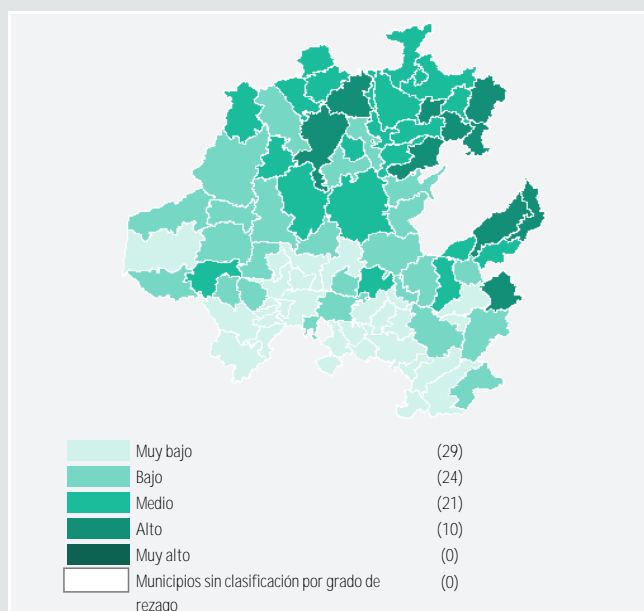 Muy bajo (29)
Bajo (24)
Medio (21)
Alto (10)
Muy alto (0)
Municipios sin clasificación por grado de (0)
rezago